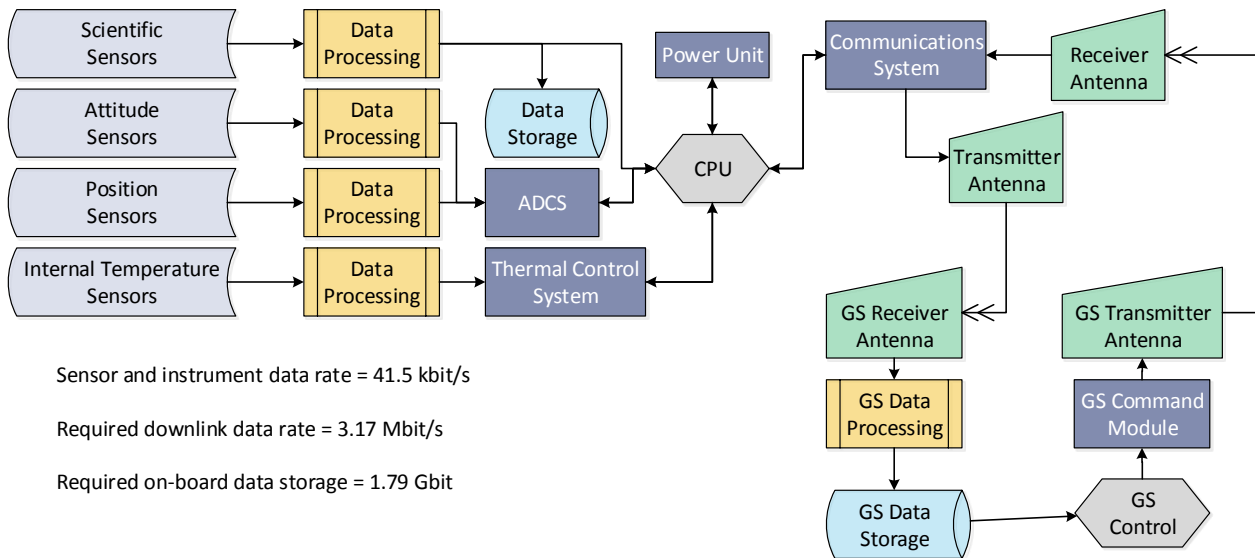 Scientific
Sensors
Data
Processing
Power Unit
Communications
System
Receiver
Antenna
Attitude
Sensors
Data
Processing
Data
Storage
Transmitter
Antenna
CPU
Position
Sensors
Data
Processing
ADCS
Internal Temperature
Sensors
Data
Processing
Thermal Control
System
GS Receiver
Antenna
GS Transmitter
Antenna
Sensor and instrument data rate = 41.5 kbit/s
Required downlink data rate = 3.17 Mbit/s
Required on-board data storage = 1.79 Gbit
GS Data
Processing
GS Command
Module
GS Data
Storage
GS
Control